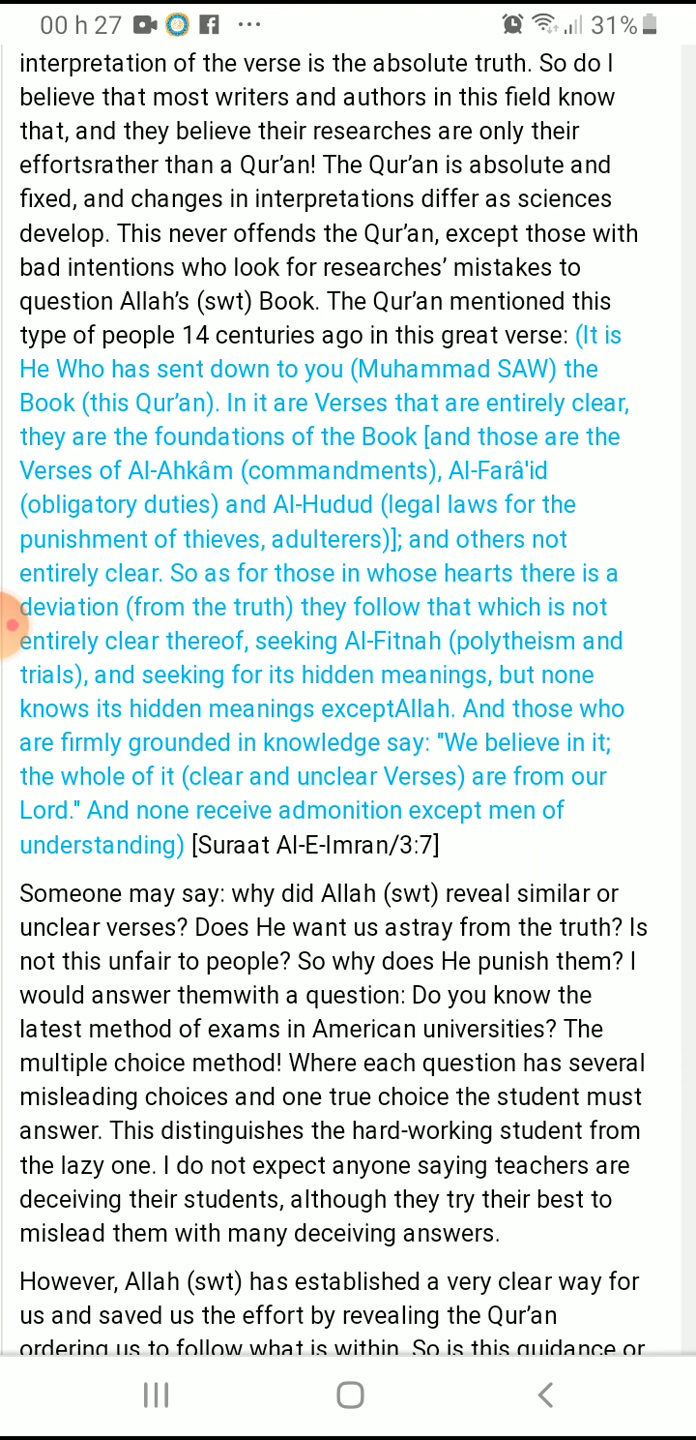 00 h 27 ... 31%
interpretation of the verse is the absolute truth. So do I
believe that most writers and authors in this field know
that, and they believe their researches are only their
effortsrather than a Qur’an! The Qur’an is absolute and
fixed, and changes in interpretations differ as sciences
develop. This never offends the Qur’an, except those with
bad intentions who look for researches’ mistakes to
question Allah’s (swt) Book. The Qur’an mentioned this
type of people 14 centuries ago in this great verse: (It is
He Who has sent down to you (Muhammad SAW) the
Book (this Qur’an). In it are Verses that are entirely clear,
they are the foundations of the Book [and those are the
Verses of Al-Ahkâm (commandments), Al-Farâ'id
(obligatory duties) and Al-Hudud (legal laws for the
punishment of thieves, adulterers)]; and others not
entirely clear. So as for those in whose hearts there is a
deviation (from the truth) they follow that which is not
entirely clear thereof, seeking Al-Fitnah (polytheism and
trials), and seeking for its hidden meanings, but none
knows its hidden meanings exceptAllah. And those who
are firmly grounded in knowledge say: "We believe in it;
the whole of it (clear and unclear Verses) are from our
Lord." And none receive admonition except men of
understanding) [Suraat Al-E-Imran/3:7]
Someone may say: why did Allah (swt) reveal similar or
unclear verses? Does He want us astray from the truth? Is
not this unfair to people? So why does He punish them? I
would answer themwith a question: Do you know the
latest method of exams in American universities? The
multiple choice method! Where each question has several
misleading choices and one true choice the student must
answer. This distinguishes the hard-working student from
the lazy one. I do not expect anyone saying teachers are
deceiving their students, although they try their best to
mislead them with many deceiving answers.
However, Allah (swt) has established a very clear way for
us and saved us the effort by revealing the Qur’an
ordering us to follow what is within. So is this guidance or